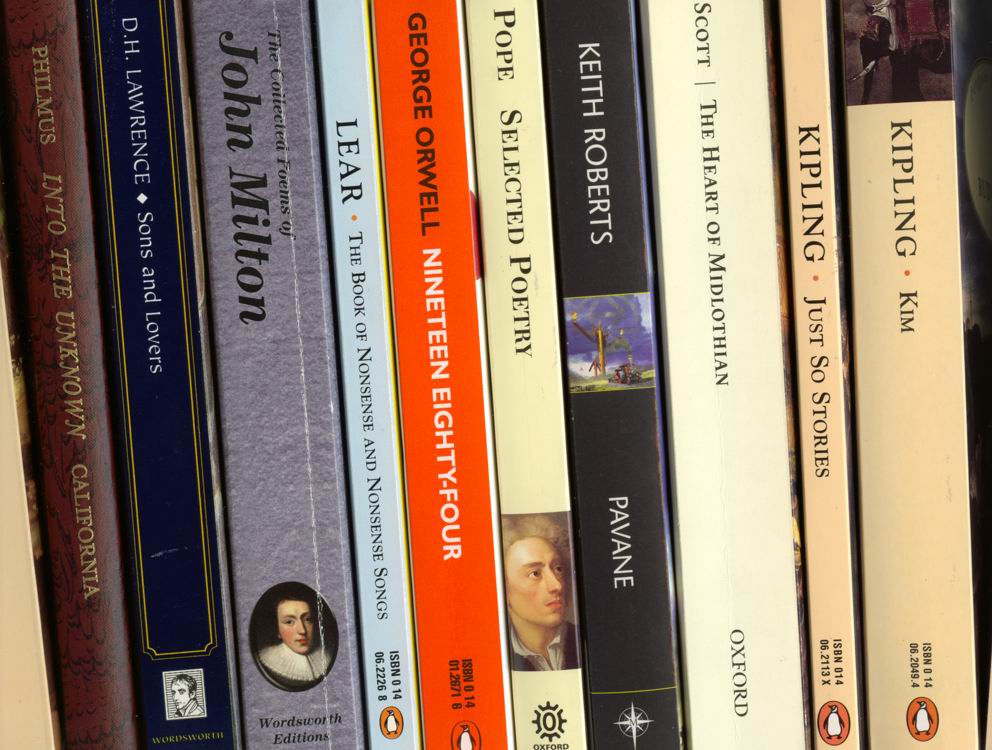 PHILMUS INTO THE UNKNOWN CALIFORNIA
D.H. LAWRENCE ◆ Sons and Lovers
WORDSWORTH
The Collected Poems of
John Milton
Wordsworth
Editions
LEAR • THE BOOK OF NONSENSE AND NONSENSE SONGS
ISBN 0 14
06.2226 8
GEORGE ORWELL NINETEEN EIGHTY-FOUR
ISBN 0 14
01.2671 6
POPE SELECTED POETRY
OXFORD
KEITH ROBERTS
PAVANE
SCOTT | THE HEART OF MIDLOTHIAN
OXFORD
KIPLING • JUST SO STORIES
ISBN 014
06.2113 X
KIPLING • KIM
ISBN 0 14
06.2049.4